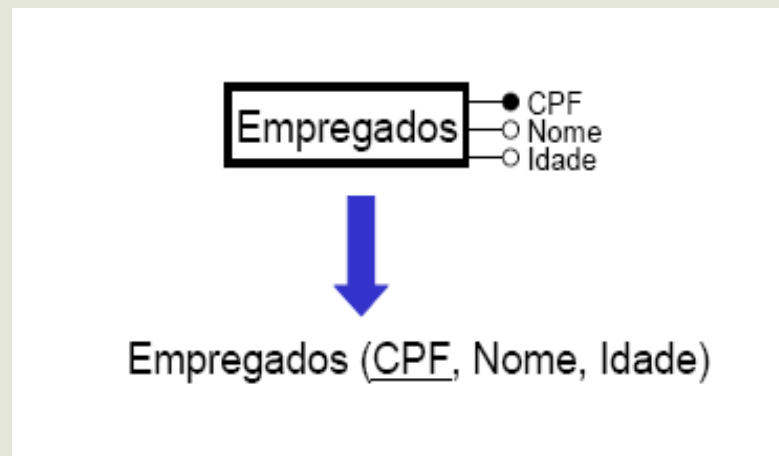 Empregados
CPF
Nome
Idade
Empregados (CPF, Nome, Idade)